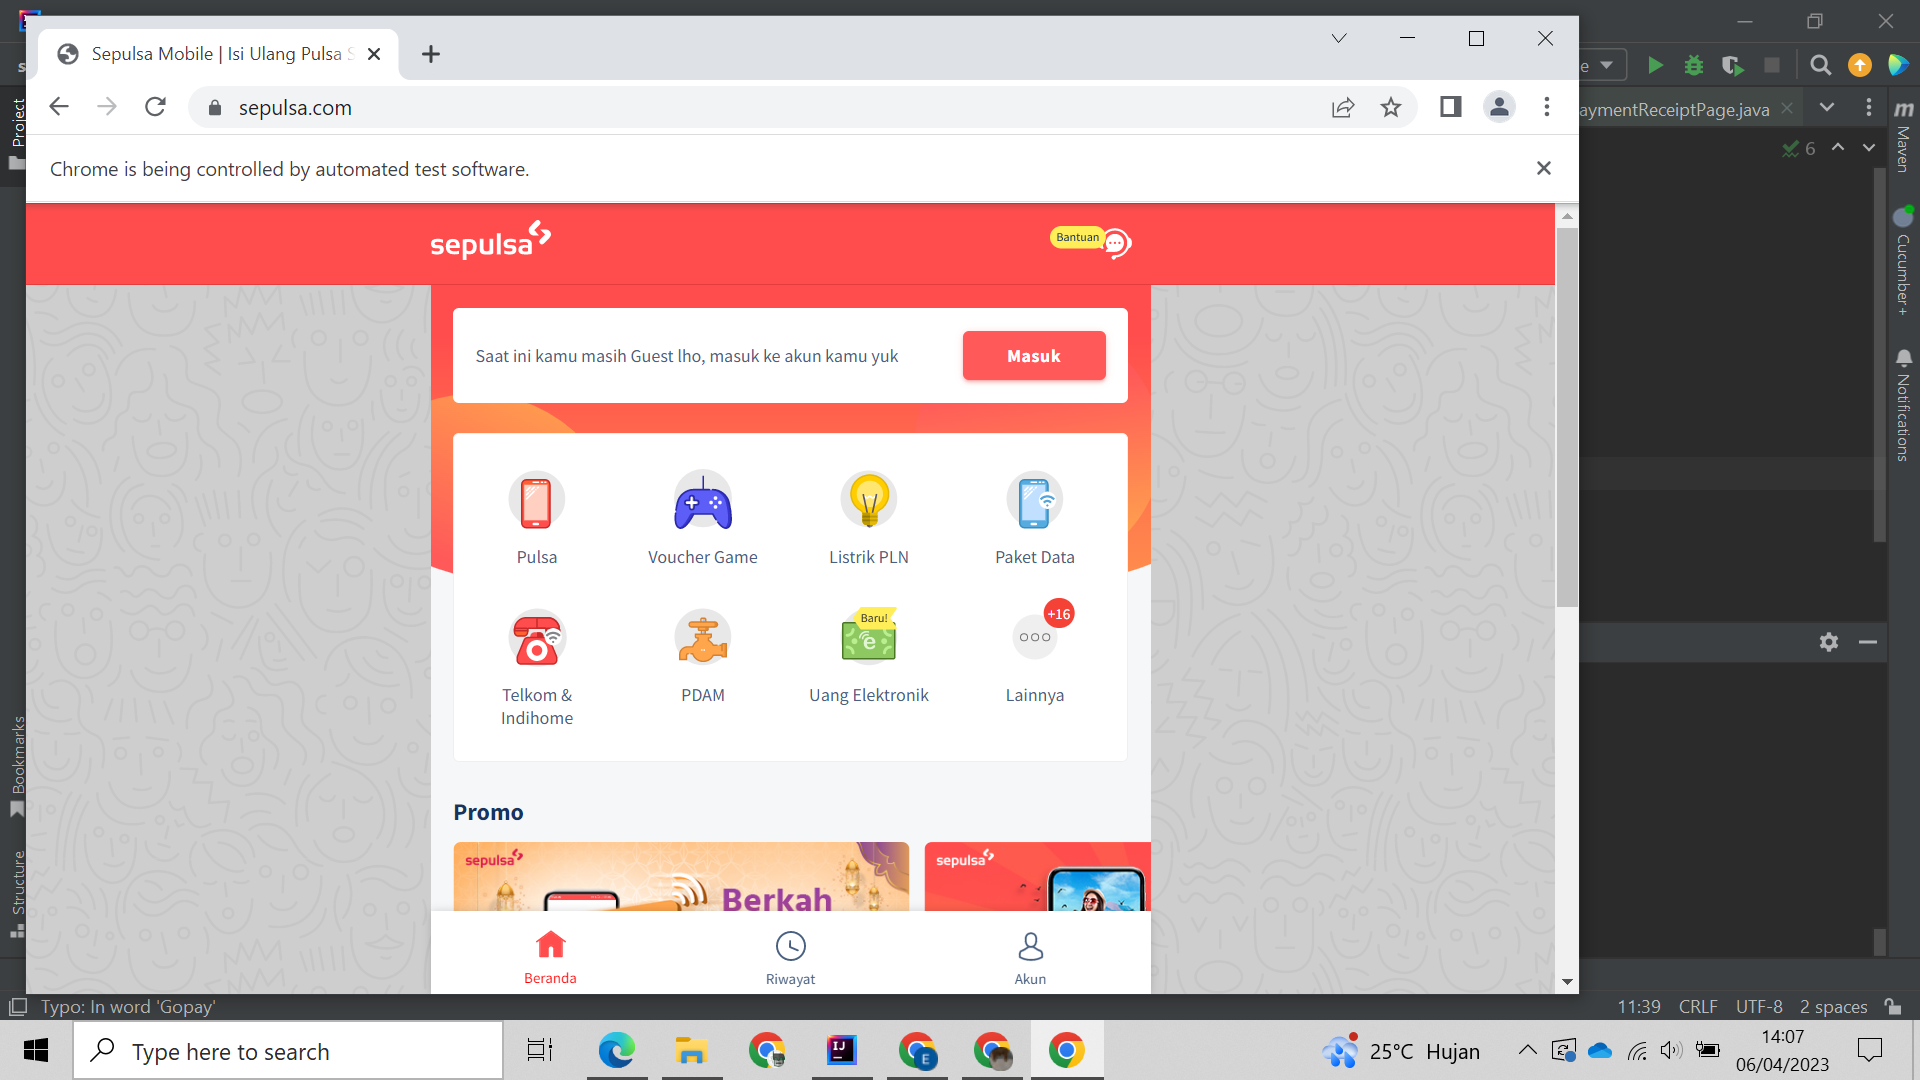 Sepulsa Mobile | Isi Ulang Pulsa S
sepulsa.com
Chrome is being controlled by automated test software.
sepulsa
Bantuan
Saat ini kamu masih Guest lho, masuk ke akun kamu yuk
Masuk
Pulsa
Voucher Game
Listrik PLN
Paket Data
Baru!
e
+16
Telkom &
Indihome
PDAM
Uang Elektronik
Lainnya
Promo
sepulsa
Berkah
sepulsa
Beranda
Riwayat
Akun
e
aymentReceiptPage.java
6
m
Maven
Cucumber+
Notifications
Project
Bookmarks
Structure
Typo: In word 'Gopay'
11:39
CRLF
UTF-8
2 spaces
Type here to search
IJ
E
25°C Hujan
14:07
06/04/2023